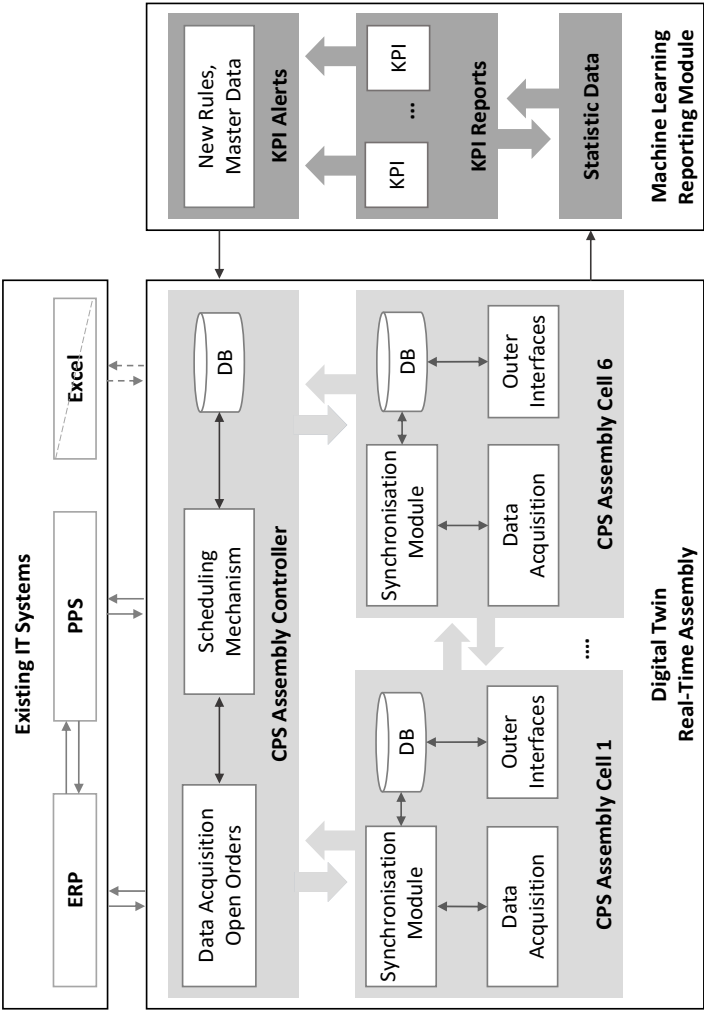 Existing IT Systems
ERP
PPS
Excel
CPS Assembly Controller
Data Acquisition
Open Orders
Scheduling
Mechanism
DB
CPS Assembly Cell 1
Synchronisation
Module
DB
Data
Acquisition
Outer
Interfaces
....
CPS Assembly Cell 6
Synchronisation
Module
DB
Data
Acquisition
Outer
Interfaces
Digital Twin
Real-Time Assembly
New Rules,
Master Data
KPI Alerts
KPI
...
KPI
KPI Reports
Statistic Data
Machine Learning
Reporting Module